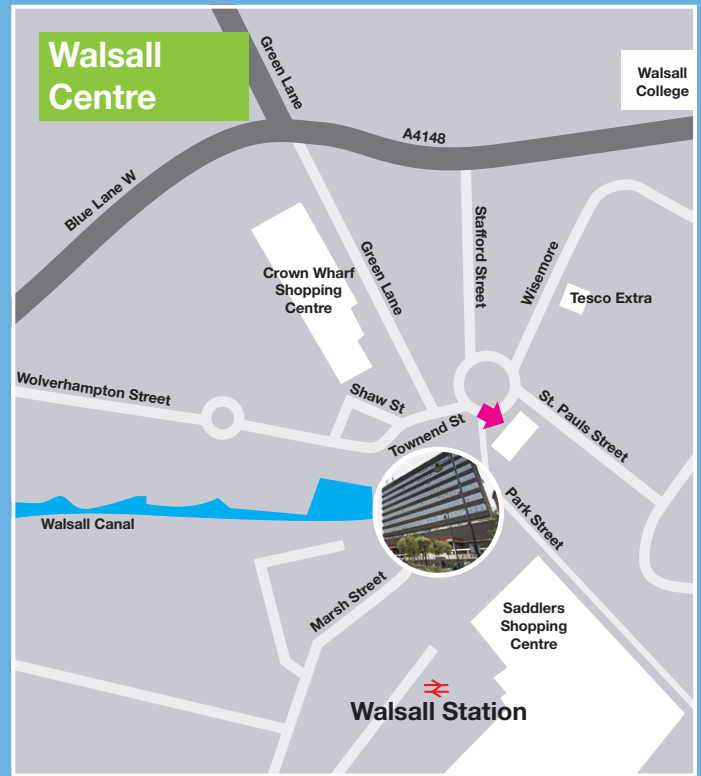 Walsall
Centre
Green Lane
Walsall
College
A4148
Blue Lane W
Stafford Street
Wisemore
Green Lane
Crown Wharf
Shopping
Centre
Tesco Extra
Wolverhampton Street
Shaw St
St. Pauls Street
Townend St
Park Street
Walsall Canal
Marsh Street
Saddlers
Shopping
Centre
Walsall Station